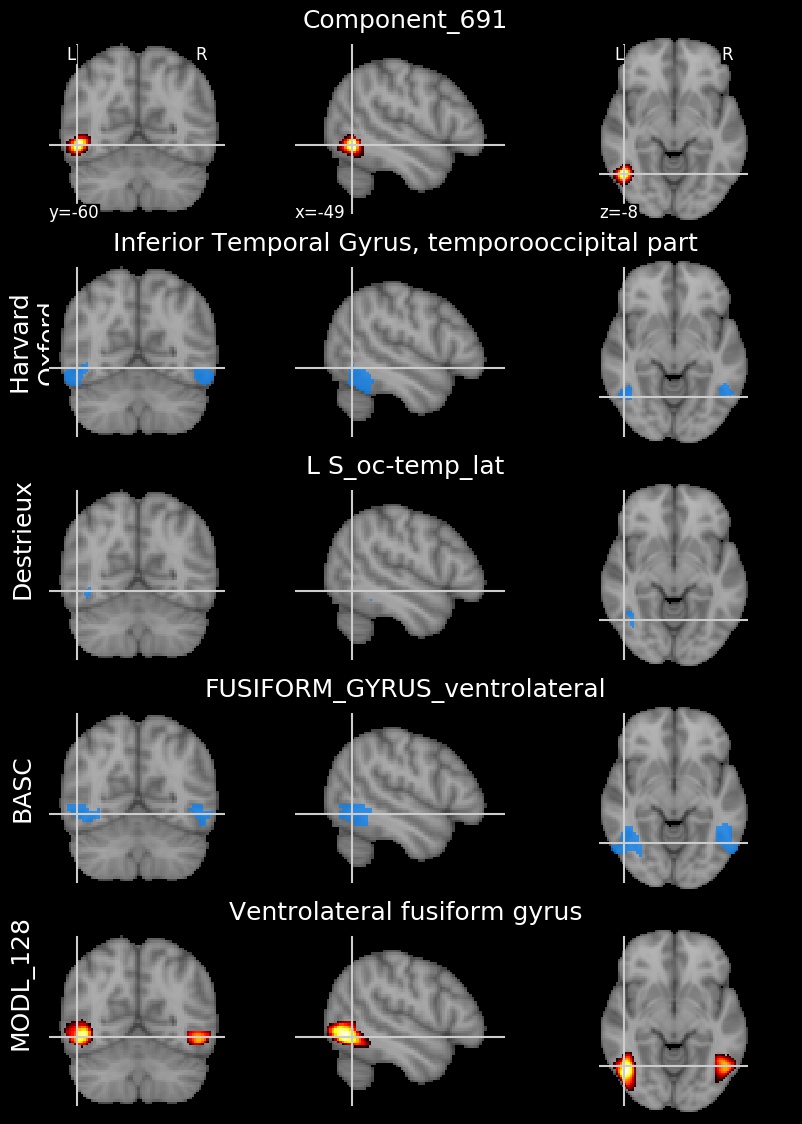 Component_691
L R L R
y=-60 x=-49 z=-8
Inferior Temporal Gyrus, temporooccipital part
Harvard
Oxford
L S_oc-temp_lat
Destrieux
FUSIFORM_GYRUS_ventrolateral
BASC
Ventrolateral fusiform gyrus
MODL_128